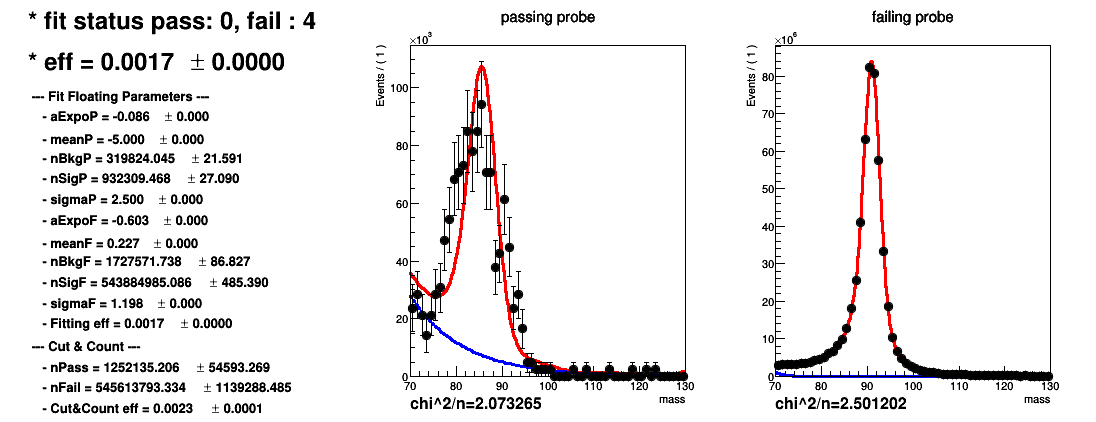 * fit status pass: 0, fail : 4
* eff = 0.0017 ± 0.0000
--- Fit Floating Parameters ---
- aExpoP = -0.086 ± 0.000
- meanP = -5.000 ± 0.000
- nBkgP = 319824.045 ± 21.591
- nSigP = 932309.468 ± 27.090
- sigmaP = 2.500 ± 0.000
- aExpoF = -0.603 ± 0.000
- meanF = 0.227 ± 0.000
- nBkgF = 1727571.738 ± 86.827
- nSigF = 543884985.086 ± 485.390
- sigmaF = 1.198 ± 0.000
- Fitting eff = 0.0017 ± 0.0000
--- Cut & Count ---
- nPass = 1252135.206 ± 54593.269
- nFail = 545613793.334 ± 1139288.485
- Cut&Count eff = 0.0023 ± 0.0001
passing probe
×10³
Events / ( 1 )
100
80
60
40
20
0
70 80 90 100 110 120 130
mass
chi^2/n=2.073265
failing probe
×10⁶
Events / ( 1 )
80
70
60
50
40
30
20
10
0
70 80 90 100 110 120 130
mass
chi^2/n=2.501202